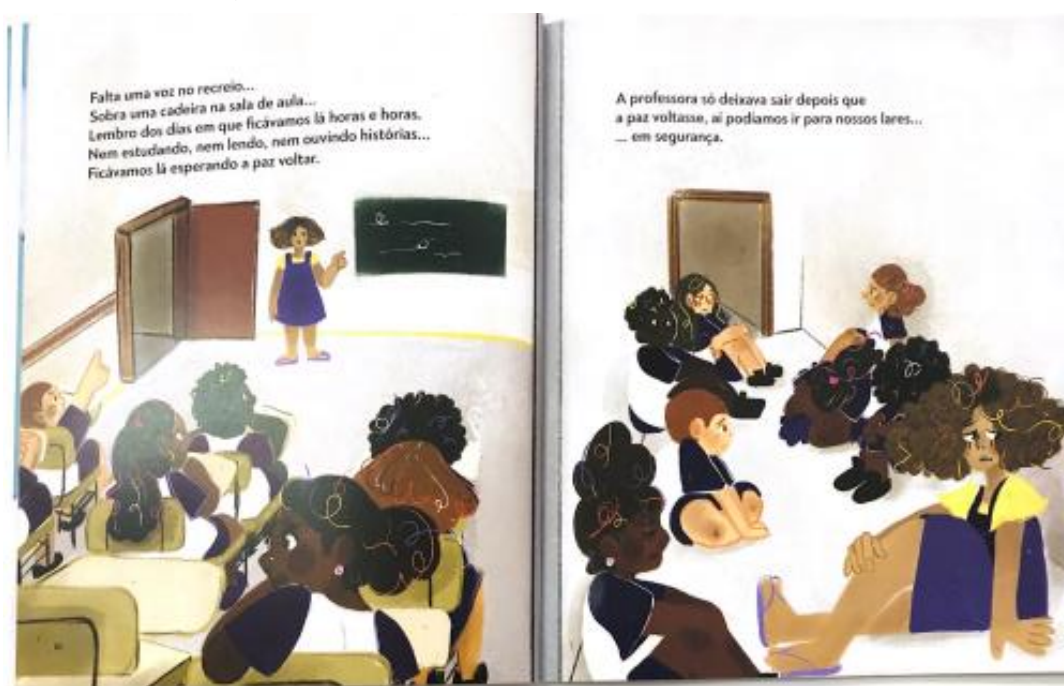 Falta uma voz no recreio...
Sobra uma cadeira na sala de aula...
Lembro dos dias em que ficávamos lá horas e horas.
Nem estudando, nem lendo, nem ouvindo histórias...
Ficávamos lá esperando a paz voltar.
A professora só deixava sair depois que
a paz voltasse, aí podíamos ir para nossos lares...
... em segurança.